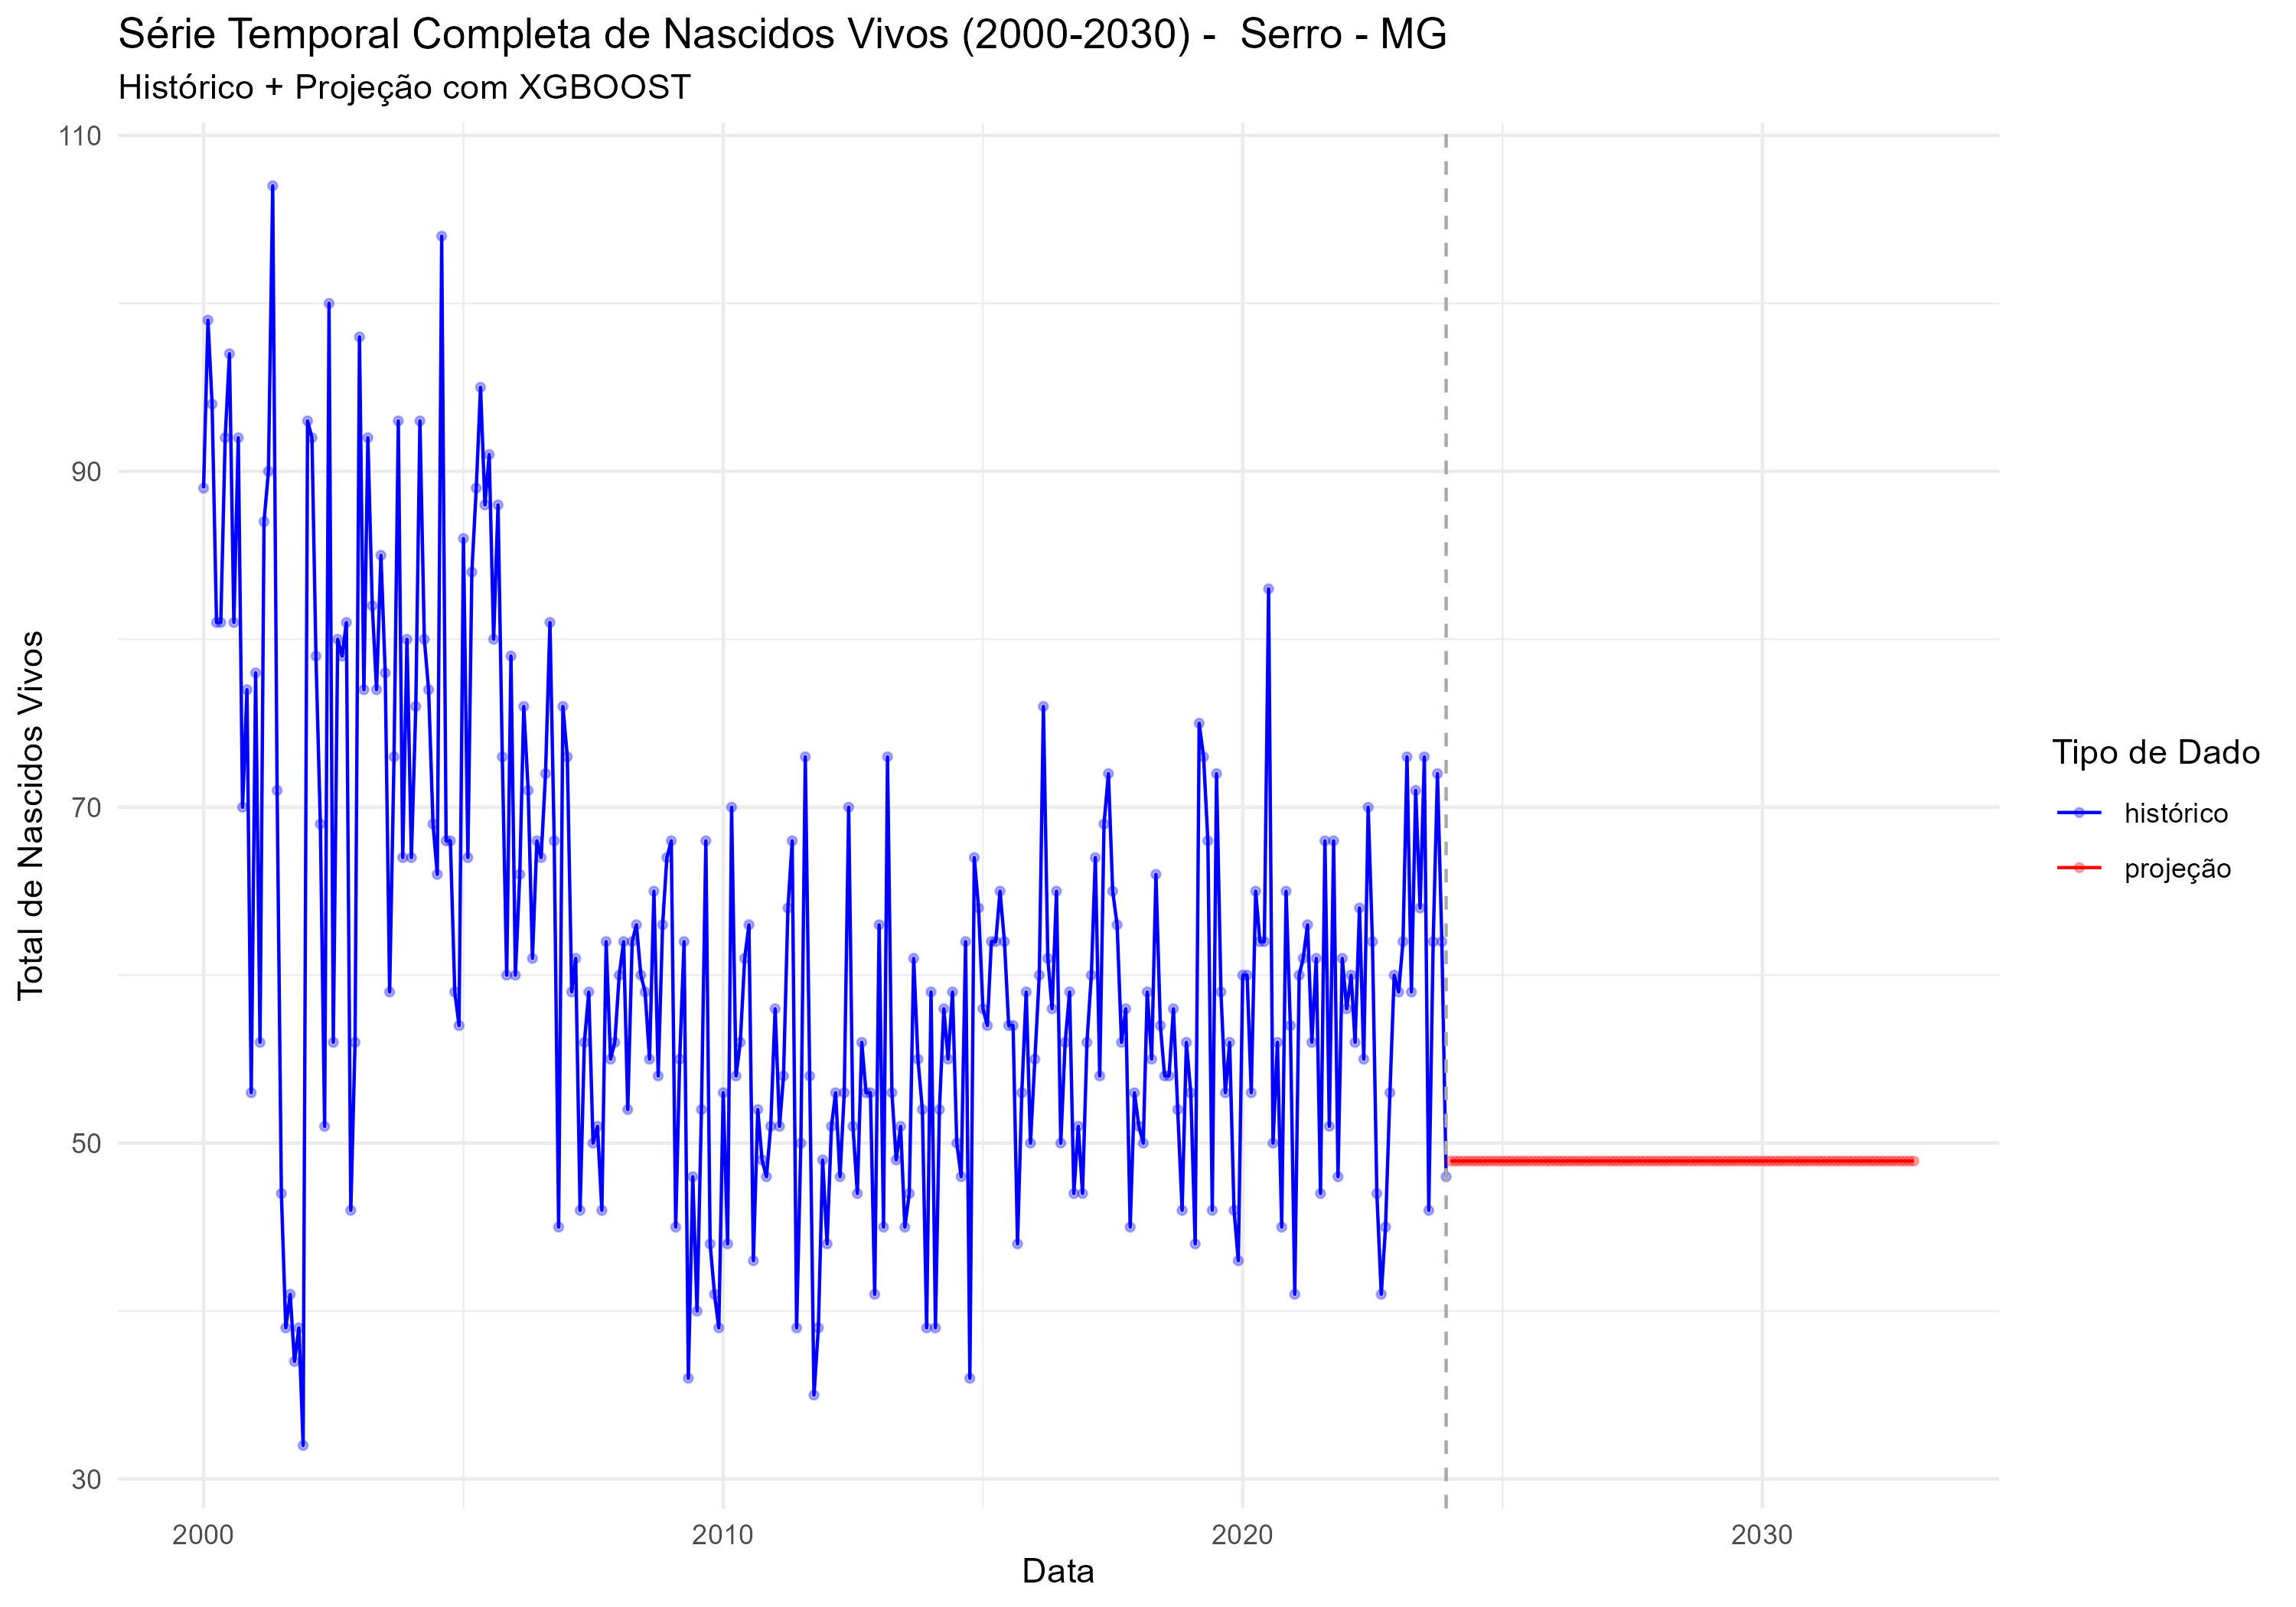 Série Temporal Completa de Nascidos Vivos (2000-2030) -  Serro - MG
Histórico + Projeção com XGBOOST
Total de Nascidos Vivos
110
90
70
50
30
2000
2010
2020
2030
Data
Tipo de Dado
histórico
projeção